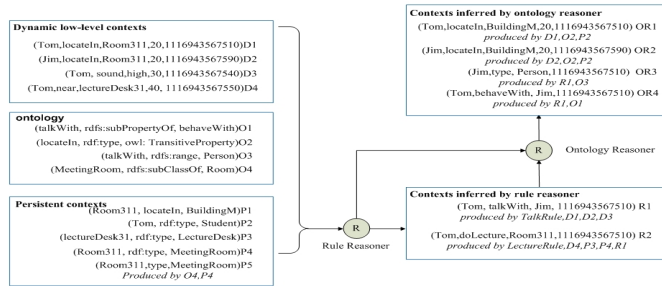 Dynamic low-level contexts
(Tom,locateIn,Room311,20,1116943567510)D1
(Jim,locateIn,Room311,20,1116943567590)D2
(Tom, sound,high,30,1116943567540)D3
(Tom,near,lectureDesk31,40, 1116943567550)D4
ontology
(talkWith, rdfs:subPropertyOf, behaveWith)O1
(locateIn, rdf:type, owl: TransitiveProperty)O2
(talkWith, rdfs:range, Person)O3
(MeetingRoom, rdfs:subClassOf, Room)O4
Persistent contexts
(Room311, locateIn, BuildingM)P1
(Tom, rdf:type, Student)P2
(lectureDesk31, rdf:type, LectureDesk)P3
(Room311, rdf:type, MeetingRoom)P4
(Room311,type,MeetingRoom)P5
Produced by O4,P4
R
Rule Reasoner
Contexts inferred by ontology reasoner
(Tom,locateIn,BuildingM,20,1116943567510) OR1
produced by D1,O2,P2
(Jim,locateIn,BuildingM,20,1116943567590) OR2
produced by D2,O2,P2
(Jim,type, Person,1116943567510) OR3
produced by R1,O3
(Tom,behaveWith, Jim,1116943567510) OR4
produced by R1,O1
R
Ontology Reasoner
Contexts inferred by rule reasoner
(Tom, talkWith, Jim, 1116943567510) R1
produced by TalkRule,D1,D2,D3
(Tom,doLecture,Room311,1116943567510) R2
produced by LectureRule,D4,P3,P4,R1